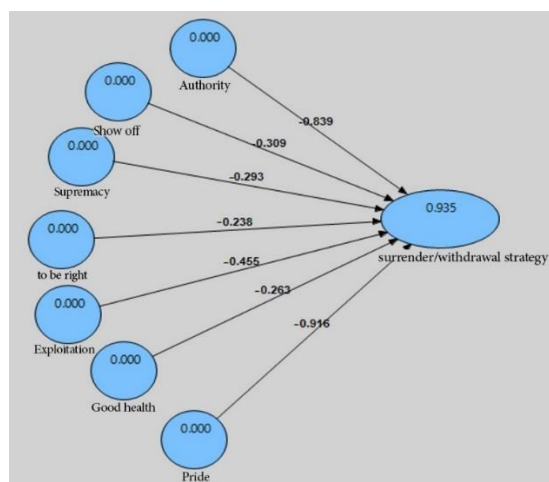 0.000
Authority
-0.839
0.000
Show off
-0.309
0.000
Supremacy
-0.293
0.935
surrender/withdrawal strategy
0.000
to be right
-0.238
-0.455
0.000
Exploitation
-0.263
0.000
Good health
-0.916
0.000
Pride